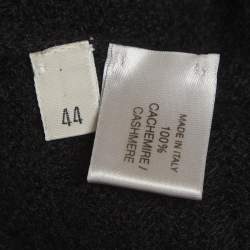 44
MADE IN ITALY
100%
CACHEMIRE /
CASHMERE